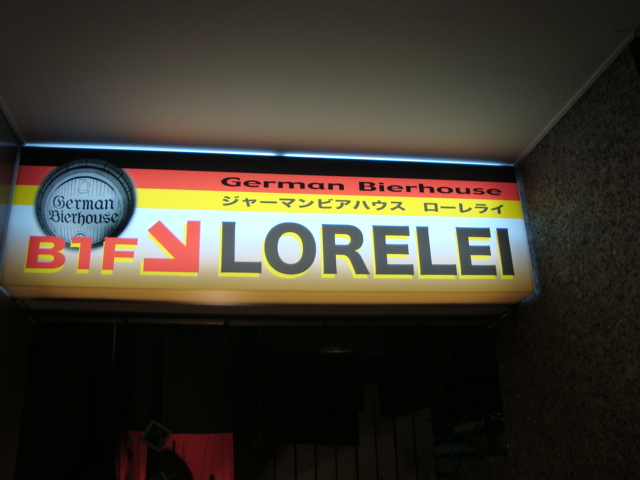 German Bierhouse
ジャーマンビアハウス ローレライ
German
Bierhouse
B1F LORELEI